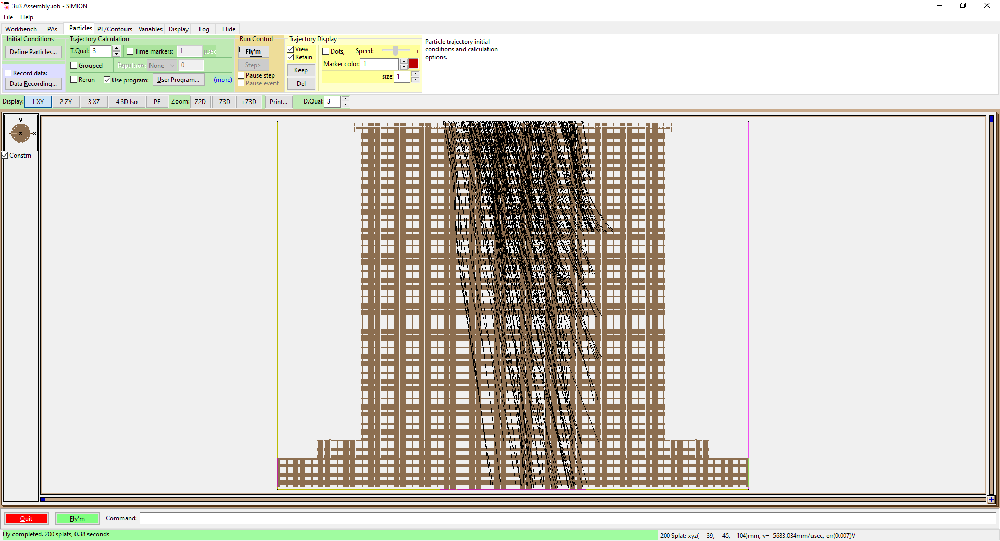 3u3 Assembly.iob - SIMION
File Help
Workbench PAs Particles PE/Contours Variables Display Log Hide
Initial Conditions Trajectory Calculation Run Control Trajectory Display
Define Particles... T.Qual: 3 Time markers: 1 µsec Fly'm View Retain Dots, Speed: - +
Particle trajectory initial
conditions and calculation
options.
Grouped Repulsion: None 0 Step> Keep Marker color: 1
Record data: Pause step size: 1
Data Recording... Rerun Use program: User Program... (more) Pause event Del
Display: 1 XY 2 ZY 3 XZ 4 3D Iso PE Zoom: Z2D -Z3D +Z3D Print... D.Qual: 3
y
z x
Constrn
Quit Fly'm Command:
Fly completed. 200 splats, 0.38 seconds
200 Splat: xyz( 39, 45, 104)mm, v= 5683.034mm/usec, err(0.007)V